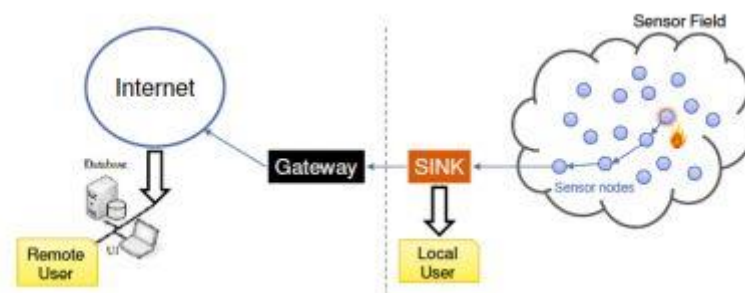 Sensor Field
Internet
Gateway
SINK
Sensor nodes
Database
UI
Remote
User
Local
User